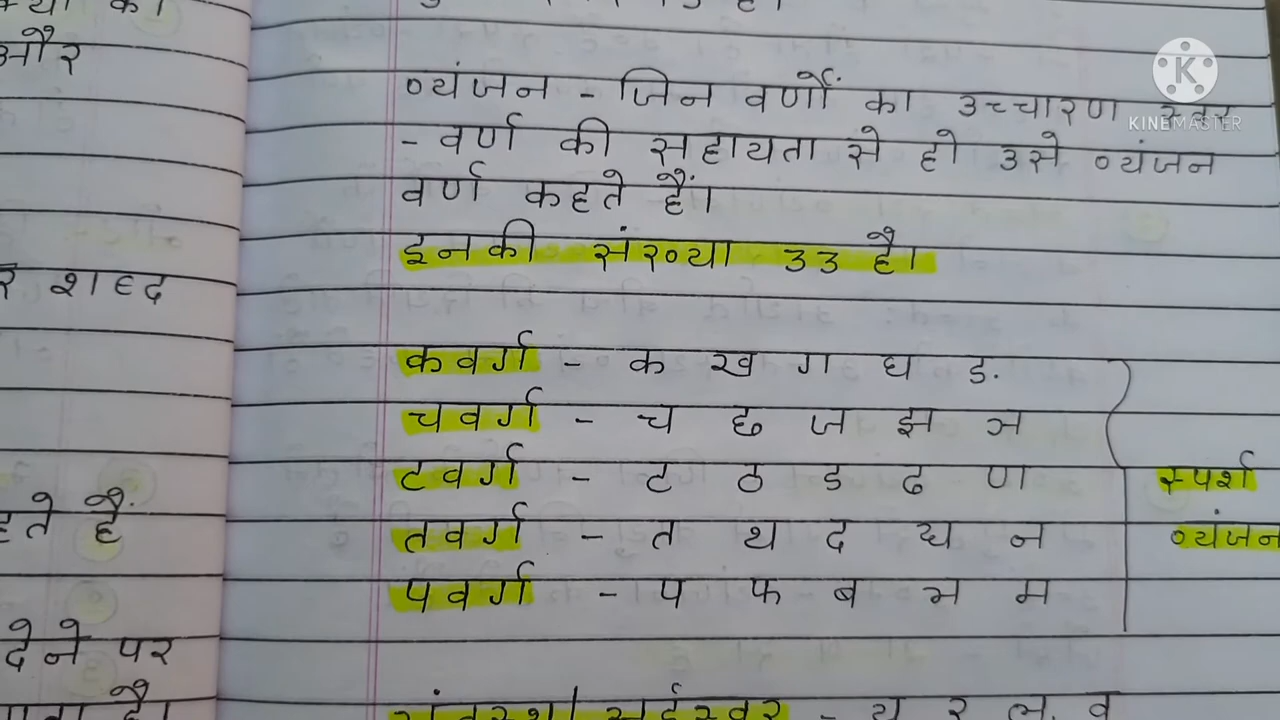 और
शब्द
हते हैं
देने पर
व्यंजन - जिन वर्णों का उच्चारण स्वर
- वर्ण की सहायता से हो उसे व्यंजन
वर्ण कहते हैं।
इनकी संख्या 33 है।
कवर्ग - क ख ग घ ङ
चवर्ग - च छ ज झ ञ
टवर्ग - ट ठ ड ढ ण
स्पर्श
तवर्ग - त थ द ध न
व्यंजन
पवर्ग - प फ ब भ म
- य र ल व
K
KINEMASTER